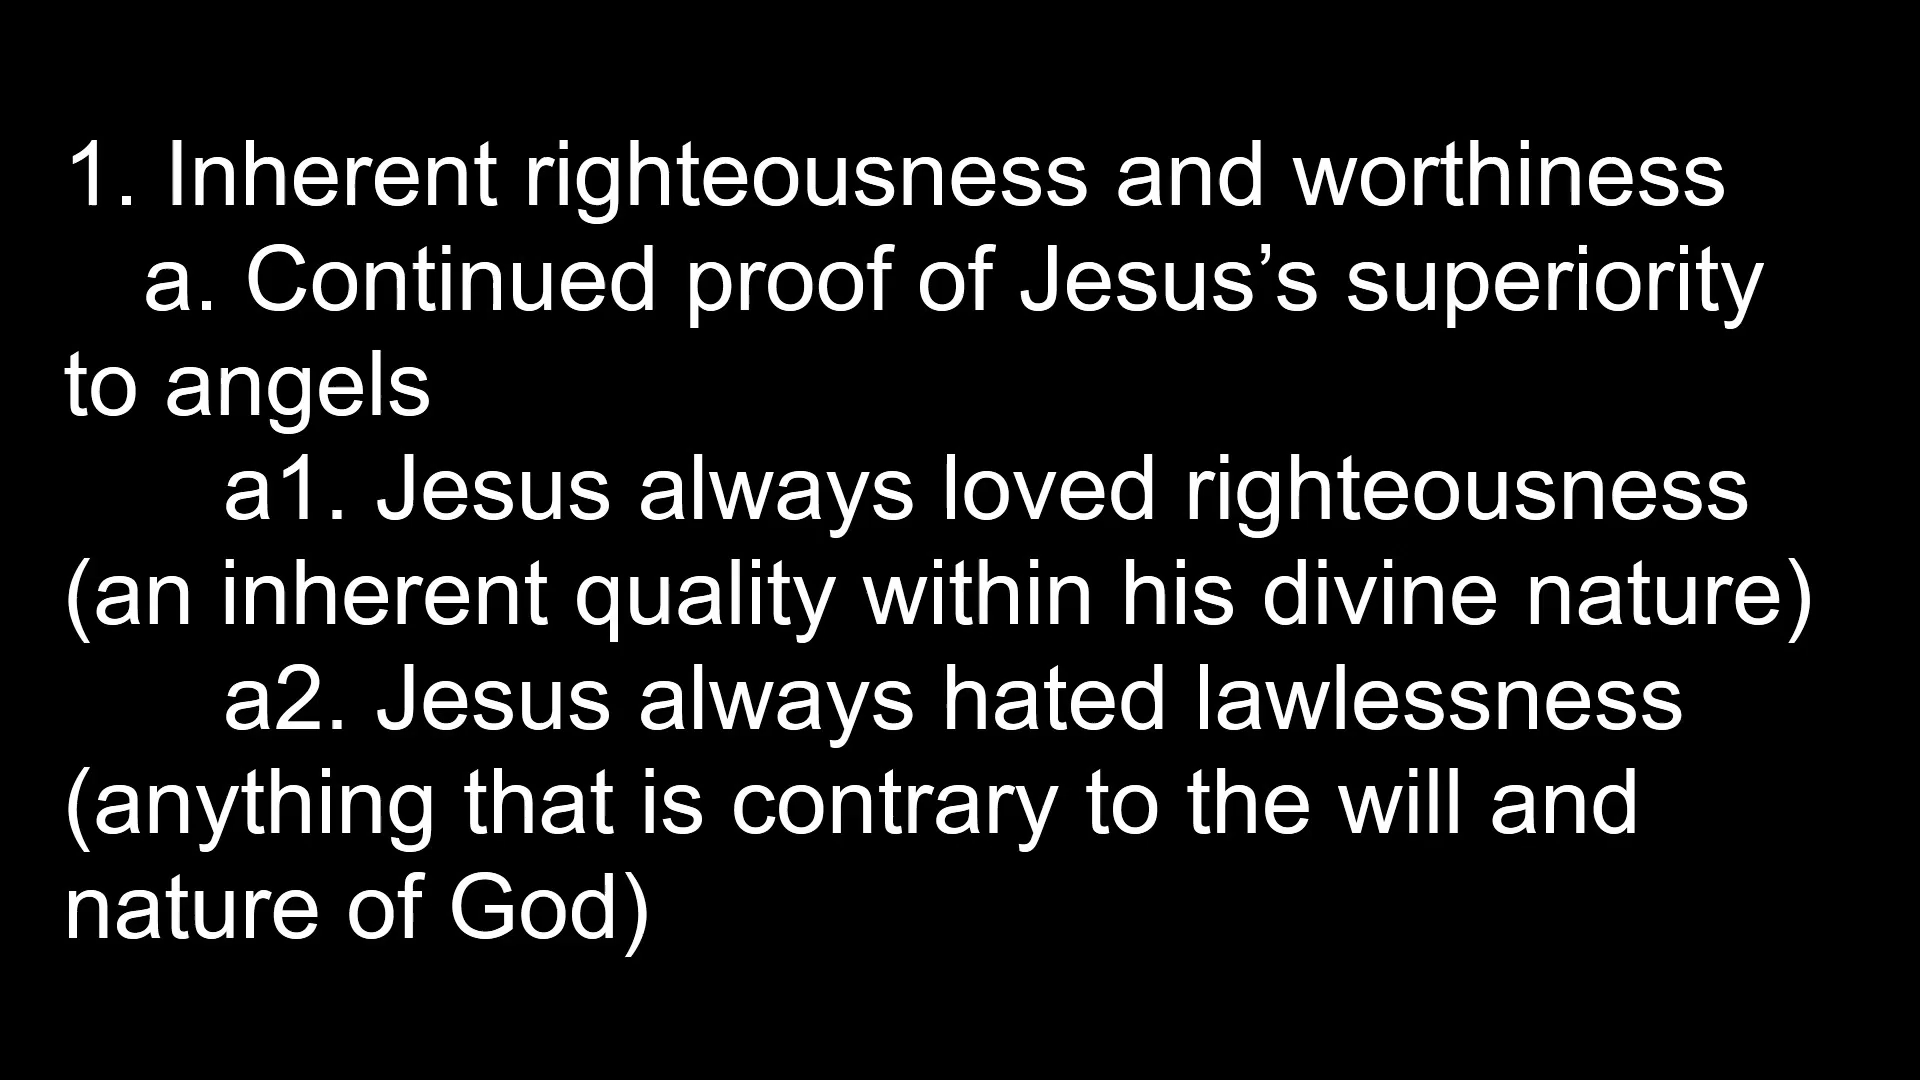 1. Inherent righteousness and worthiness
a. Continued proof of Jesus’s superiority
to angels
a1. Jesus always loved righteousness
(an inherent quality within his divine nature)
a2. Jesus always hated lawlessness
(anything that is contrary to the will and
nature of God)